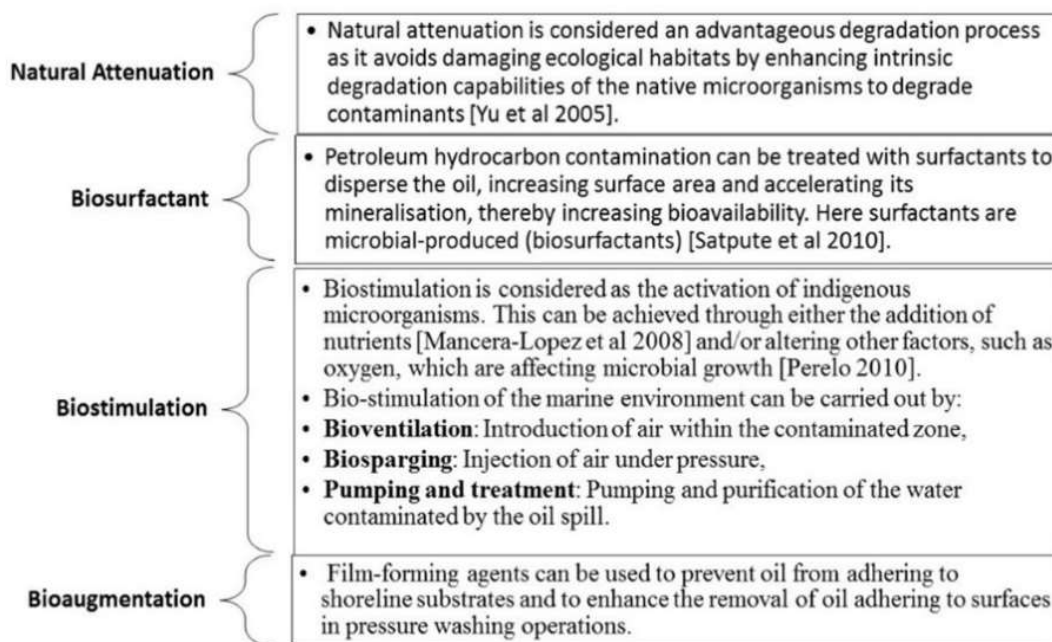 Natural Attenuation
• Natural attenuation is considered an advantageous degradation process
as it avoids damaging ecological habitats by enhancing intrinsic
degradation capabilities of the native microorganisms to degrade
contaminants [Yu et al 2005].
Biosurfactant
• Petroleum hydrocarbon contamination can be treated with surfactants to
disperse the oil, increasing surface area and accelerating its
mineralisation, thereby increasing bioavailability. Here surfactants are
microbial-produced (biosurfactants) [Satpute et al 2010].
Biostimulation
• Biostimulation is considered as the activation of indigenous
microorganisms. This can be achieved through either the addition of
nutrients [Mancera-Lopez et al 2008] and/or altering other factors, such as
oxygen, which are affecting microbial growth [Perelo 2010].
• Bio-stimulation of the marine environment can be carried out by:
• Bioventilation: Introduction of air within the contaminated zone,
• Biosparging: Injection of air under pressure,
• Pumping and treatment: Pumping and purification of the water
contaminated by the oil spill.
Bioaugmentation
• Film-forming agents can be used to prevent oil from adhering to
shoreline substrates and to enhance the removal of oil adhering to surfaces
in pressure washing operations.